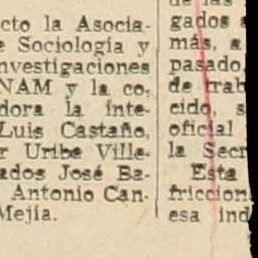 cto la Asocia-
Sociología y
nvestigaciones
NAM y la co.
dora la inte-
Luis Castaño,
r Uribe Ville-
ados José Ba-
Antonio Can-
Mejía.
gados
más, a
pasado,
de trab
cido, s
oficial
la Secr
Esta
friccion
esa ind